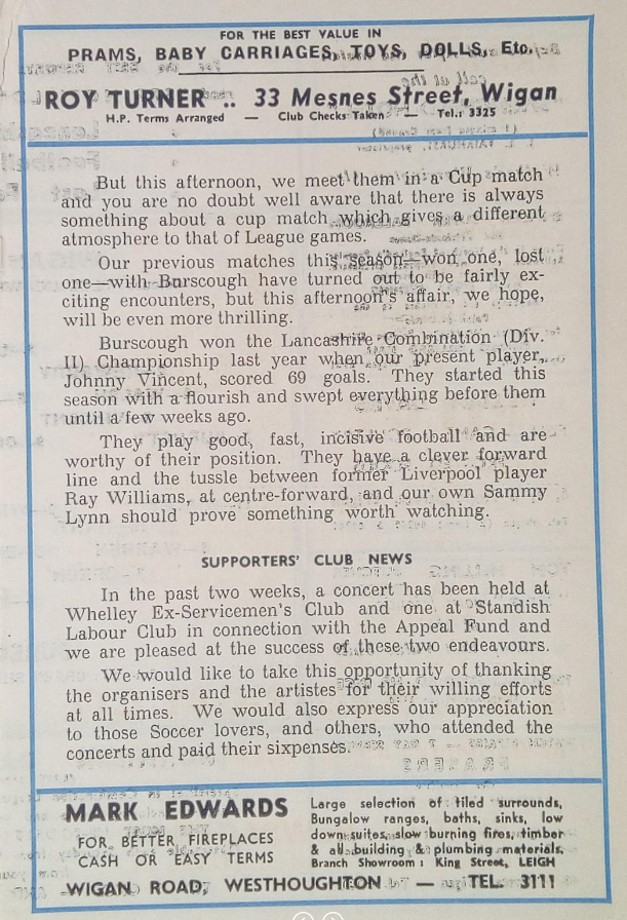 FOR THE BEST VALUE IN
PRAMS, BABY CARRIAGES, TOYS, DOLLS, Etc.
ROY TURNER .. 33 Mesnes Street, Wigan
H.P. Terms Arranged — Club Checks Taken — Tel.: 3325
But this afternoon, we meet them in a Cup match
and you are no doubt well aware that there is always
something about a cup match which gives a different
atmosphere to that of League games.
Our previous matches this season—won one, lost
one—with Burscough have turned out to be fairly ex-
citing encounters, but this afternoon's affair, we hope,
will be even more thrilling.
Burscough won the Lancashire Combination (Div.
II) Championship last year when our present player,
Johnny Vincent, scored 69 goals. They started this
season with a flourish and swept everything before them
until a few weeks ago.
They play good, fast, incisive football and are
worthy of their position. They have a clever forward
line and the tussle between former Liverpool player
Ray Williams, at centre-forward, and our own Sammy
Lynn should prove something worth watching.
SUPPORTERS' CLUB NEWS
In the past two weeks, a concert has been held at
Whelley Ex-Servicemen's Club and one at Standish
Labour Club in connection with the Appeal Fund and
we are pleased at the success of these two endeavours.
We would like to take this opportunity of thanking
the organisers and the artistes for their willing efforts
at all times. We would also express our appreciation
to those Soccer lovers, and others, who attended the
concerts and paid their sixpenses.
MARK EDWARDS
FOR BETTER FIREPLACES
CASH OR EASY TERMS
Large selection of tiled surrounds,
Bungalow ranges, baths, sinks, low
down suites, slow burning fires, timber
& all building & plumbing materials.
Branch Showroom : King Street, LEIGH
WIGAN ROAD, WESTHOUGHTON — TEL. 3111